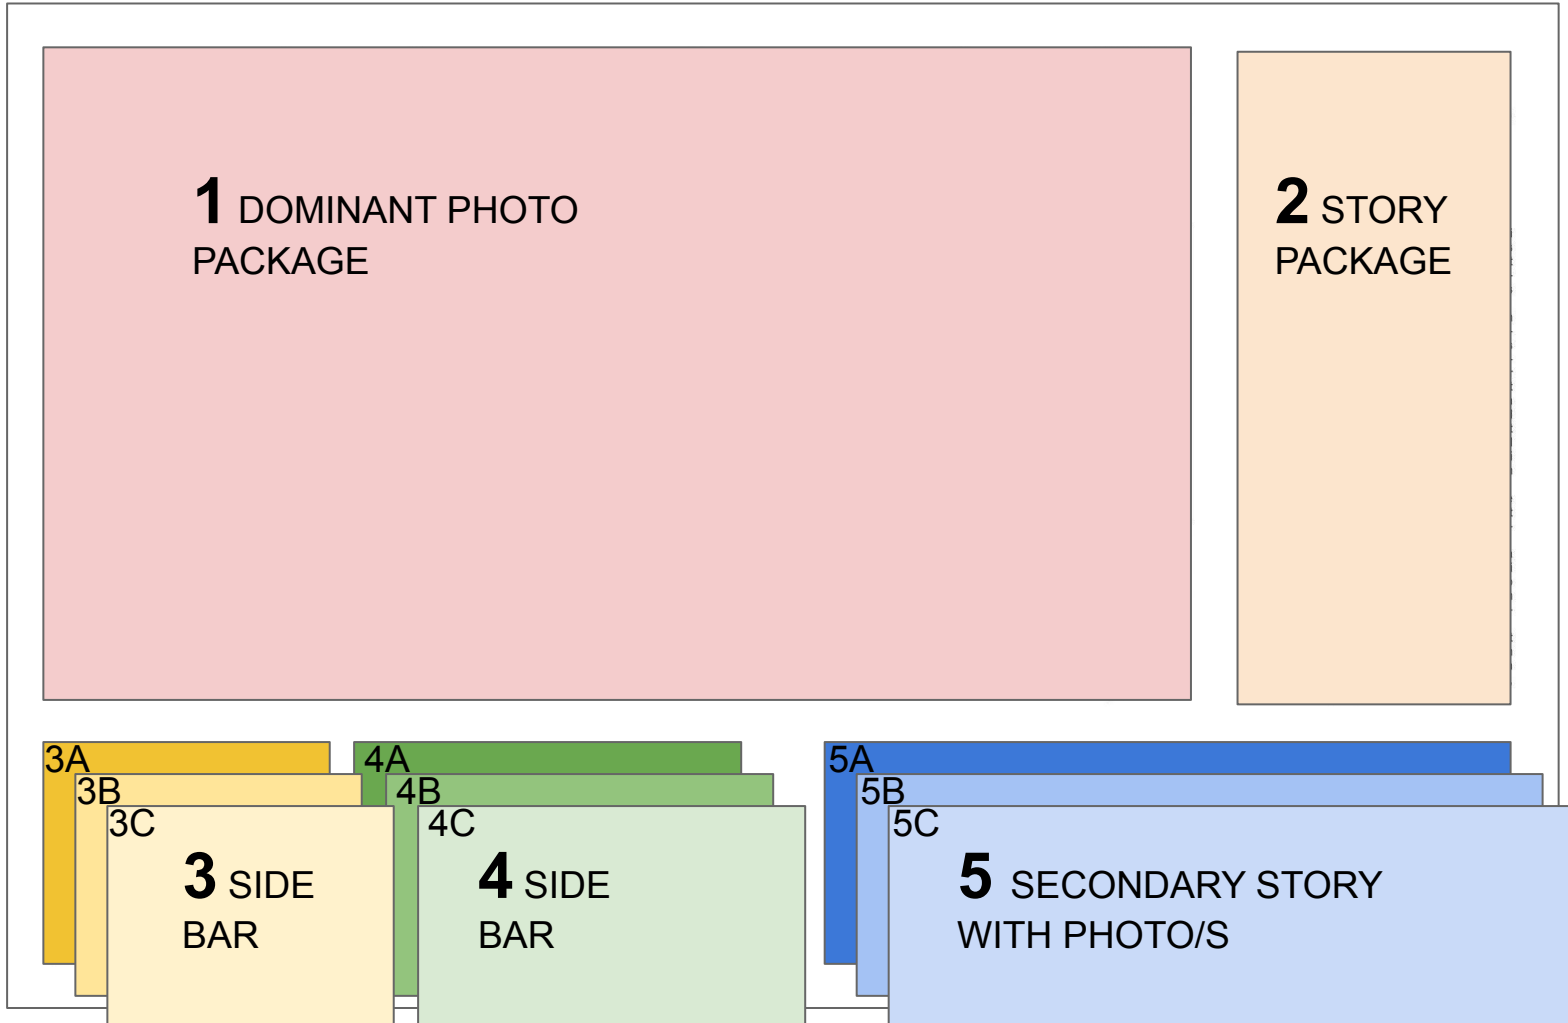 1 DOMINANT PHOTO
PACKAGE
2 STORY
PACKAGE
3A
3B
3C
3 SIDE
BAR
4A
4B
4C
4 SIDE
BAR
5A
5B
5C
5 SECONDARY STORY
WITH PHOTO/S